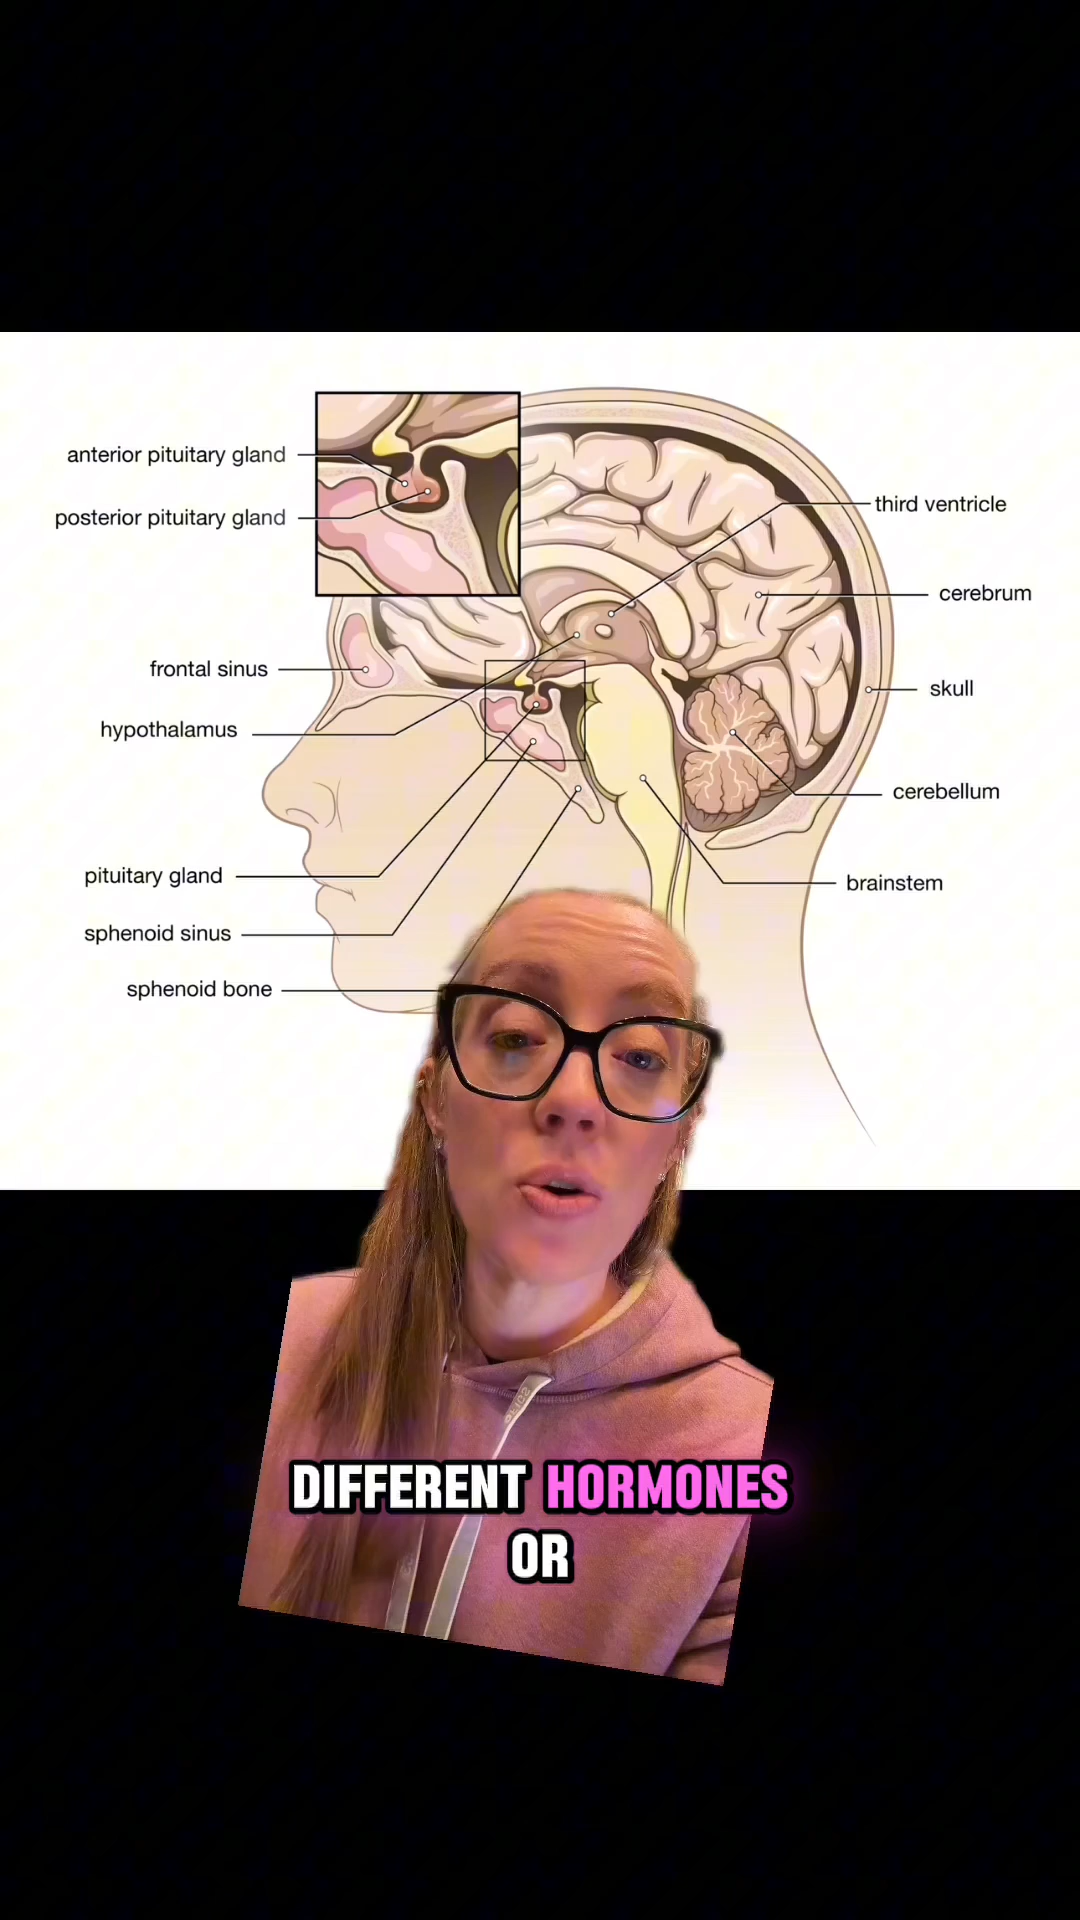 anterior pituitary gland
posterior pituitary gland
third ventricle
cerebrum
frontal sinus
skull
hypothalamus
cerebellum
pituitary gland
brainstem
sphenoid sinus
sphenoid bone
DIFFERENT HORMONES
OR